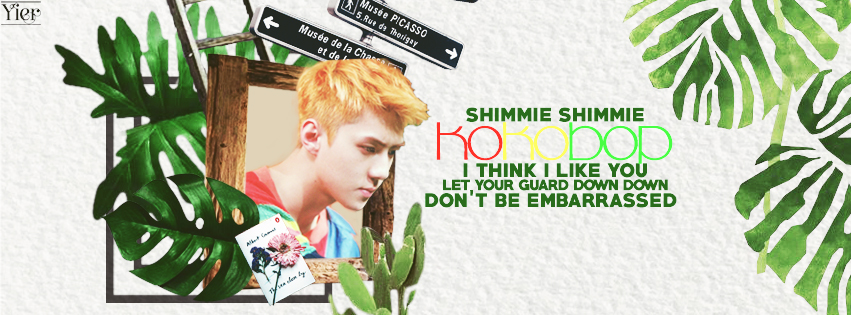 Yier
Musée PICASSO
5 Rue de Thorigny
Musée de la Chasse
et de la
SHIMMIE SHIMMIE
KOKOBOP
I THINK I LIKE YOU
LET YOUR GUARD DOWN DOWN
DON'T BE EMBARRASSED
Albert Camus